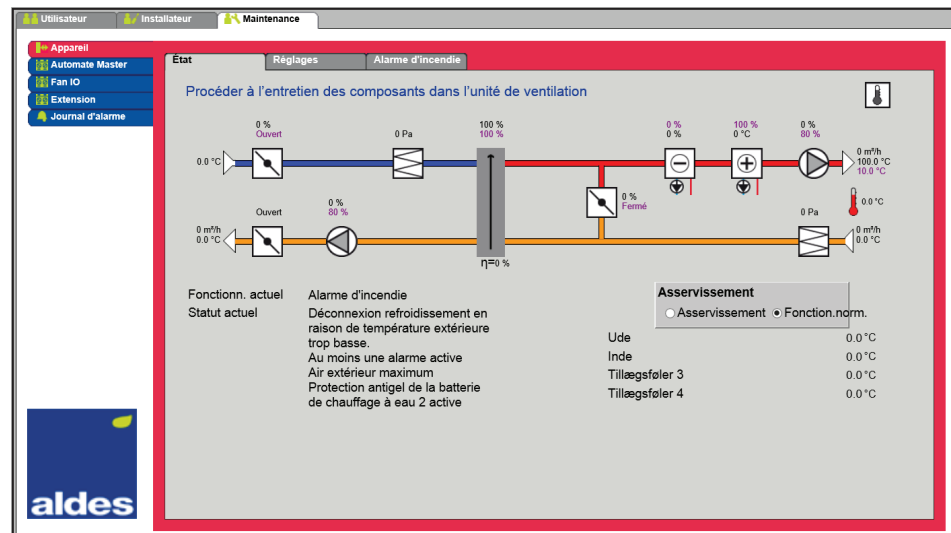 Utilisateur
Installateur
Maintenance
Appareil
Automate Master
Fan IO
Extension
Journal d'alarme
État
Réglages
Alarme d'incendie
Procéder à l'entretien des composants dans l'unité de ventilation
0 %
Ouvert
0 Pa
100 %
100 %
0 %
0 %
100 %
0 °C
0 %
80 %
0.0 °C
0 m³/h
100.0 °C
10.0 °C
0 %
Fermé
0.0 °C
Ouvert
0 %
80 %
0 Pa
0 m³/h
0.0 °C
0 m³/h
0.0 °C
η=0 %
Fonctionn. actuel
Alarme d'incendie
Statut actuel
Déconnexion refroidissement en
raison de température extérieure
trop basse.
Au moins une alarme active
Air extérieur maximum
Protection antigel de la batterie
de chauffage à eau 2 active
Asservissement
Asservissement
Fonction.norm.
Ude 0.0 °C
Inde 0.0 °C
Tillægsføler 3 0.0 °C
Tillægsføler 4 0.0 °C
aldes